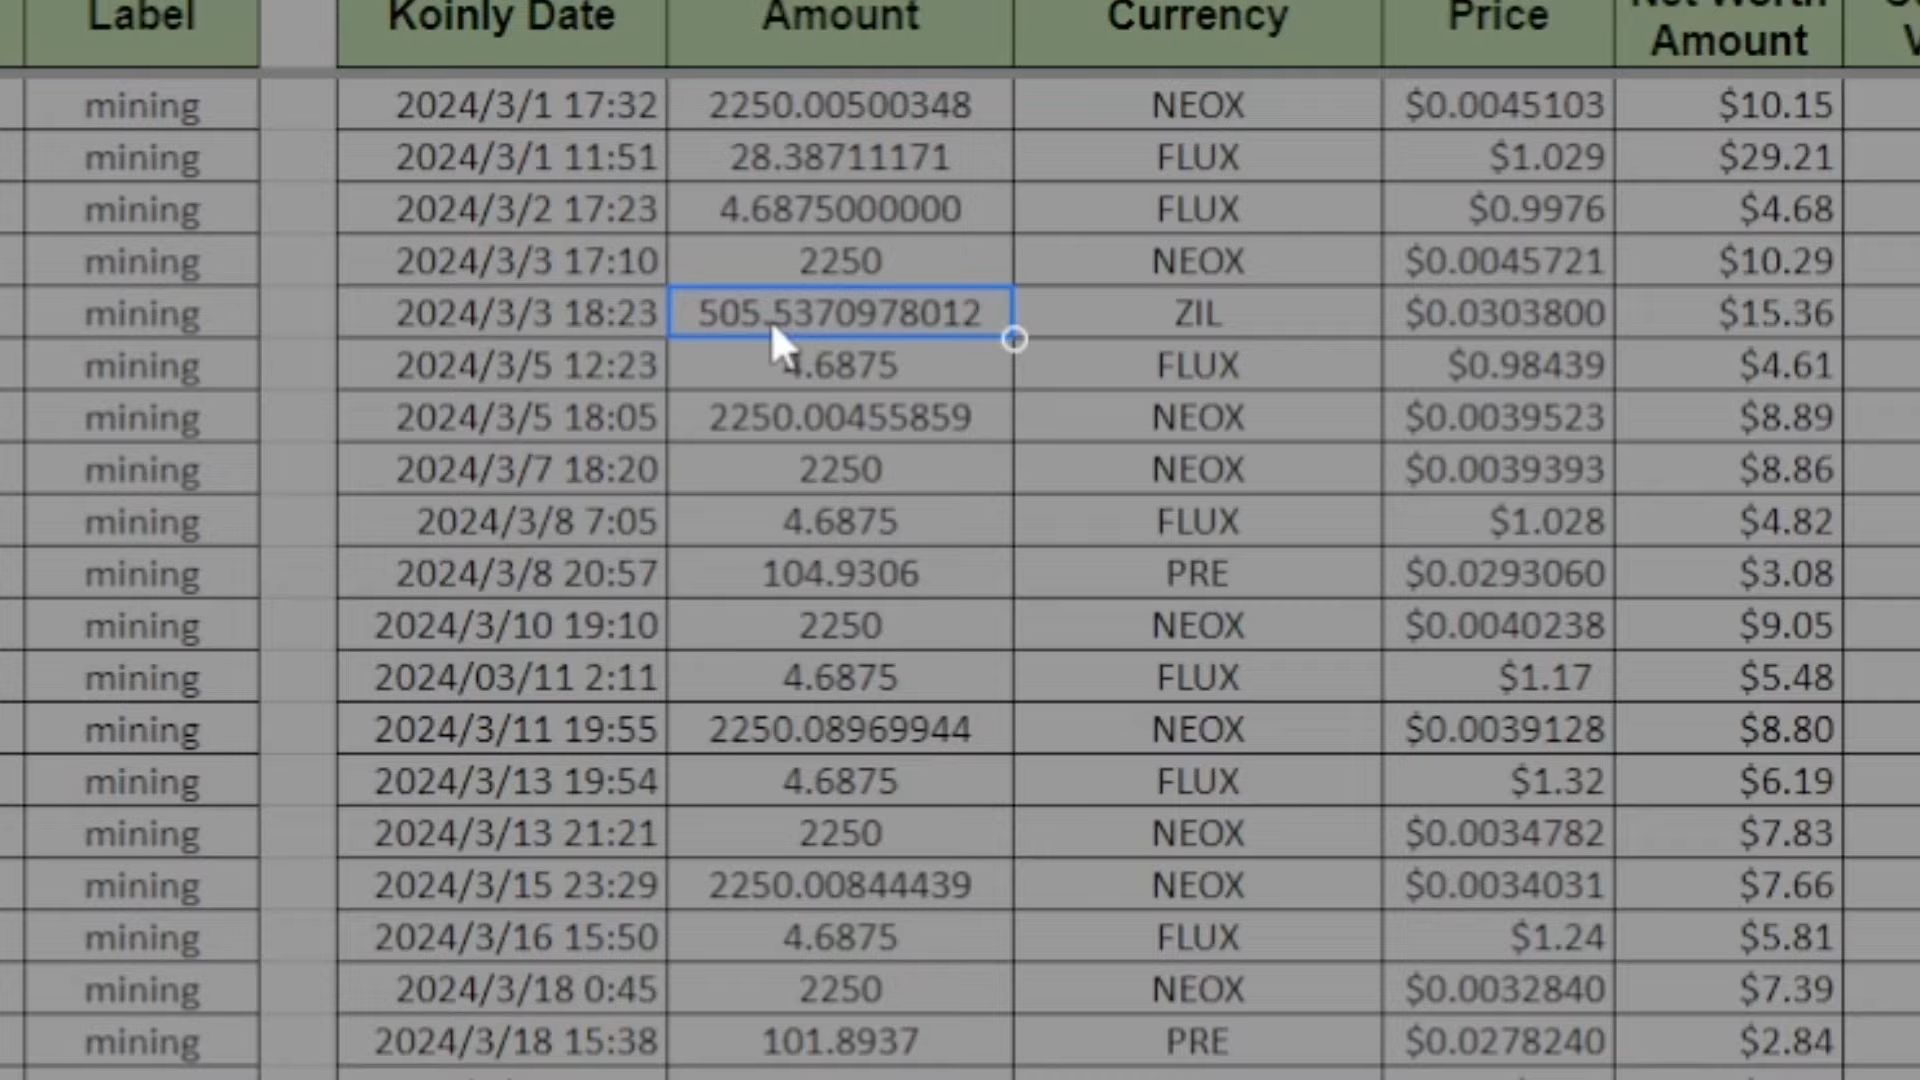 Label Koinly Date Amount Currency Price Net Worth Amount
mining 2024/3/1 17:32 2250.00500348 NEOX $0.0045103 $10.15
mining 2024/3/1 11:51 28.38711171 FLUX $1.029 $29.21
mining 2024/3/2 17:23 4.6875000000 FLUX $0.9976 $4.68
mining 2024/3/3 17:10 2250 NEOX $0.0045721 $10.29
mining 2024/3/3 18:23 505.5370978012 ZIL $0.0303800 $15.36
mining 2024/3/5 12:23 4.6875 FLUX $0.98439 $4.61
mining 2024/3/5 18:05 2250.00455859 NEOX $0.0039523 $8.89
mining 2024/3/7 18:20 2250 NEOX $0.0039393 $8.86
mining 2024/3/8 7:05 4.6875 FLUX $1.028 $4.82
mining 2024/3/8 20:57 104.9306 PRE $0.0293060 $3.08
mining 2024/3/10 19:10 2250 NEOX $0.0040238 $9.05
mining 2024/03/11 2:11 4.6875 FLUX $1.17 $5.48
mining 2024/3/11 19:55 2250.08969944 NEOX $0.0039128 $8.80
mining 2024/3/13 19:54 4.6875 FLUX $1.32 $6.19
mining 2024/3/13 21:21 2250 NEOX $0.0034782 $7.83
mining 2024/3/15 23:29 2250.00844439 NEOX $0.0034031 $7.66
mining 2024/3/16 15:50 4.6875 FLUX $1.24 $5.81
mining 2024/3/18 0:45 2250 NEOX $0.0032840 $7.39
mining 2024/3/18 15:38 101.8937 PRE $0.0278240 $2.84